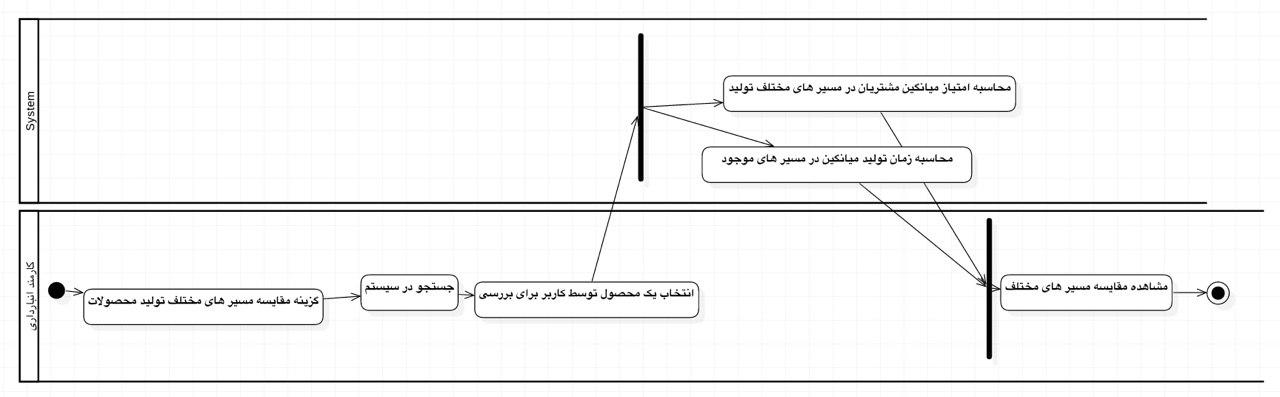 System
محاسبه امتیاز میانگین مشتریان در مسیر های مختلف تولید
محاسبه زمان تولید میانگین در مسیر های موجود
کارمند انبارداری
گزینه مقایسه مسیر های مختلف تولید محصولات
جستجو در سیستم
انتخاب یک محصول توسط کاربر برای بررسی
مشاهده مقایسه مسیر های مختلف